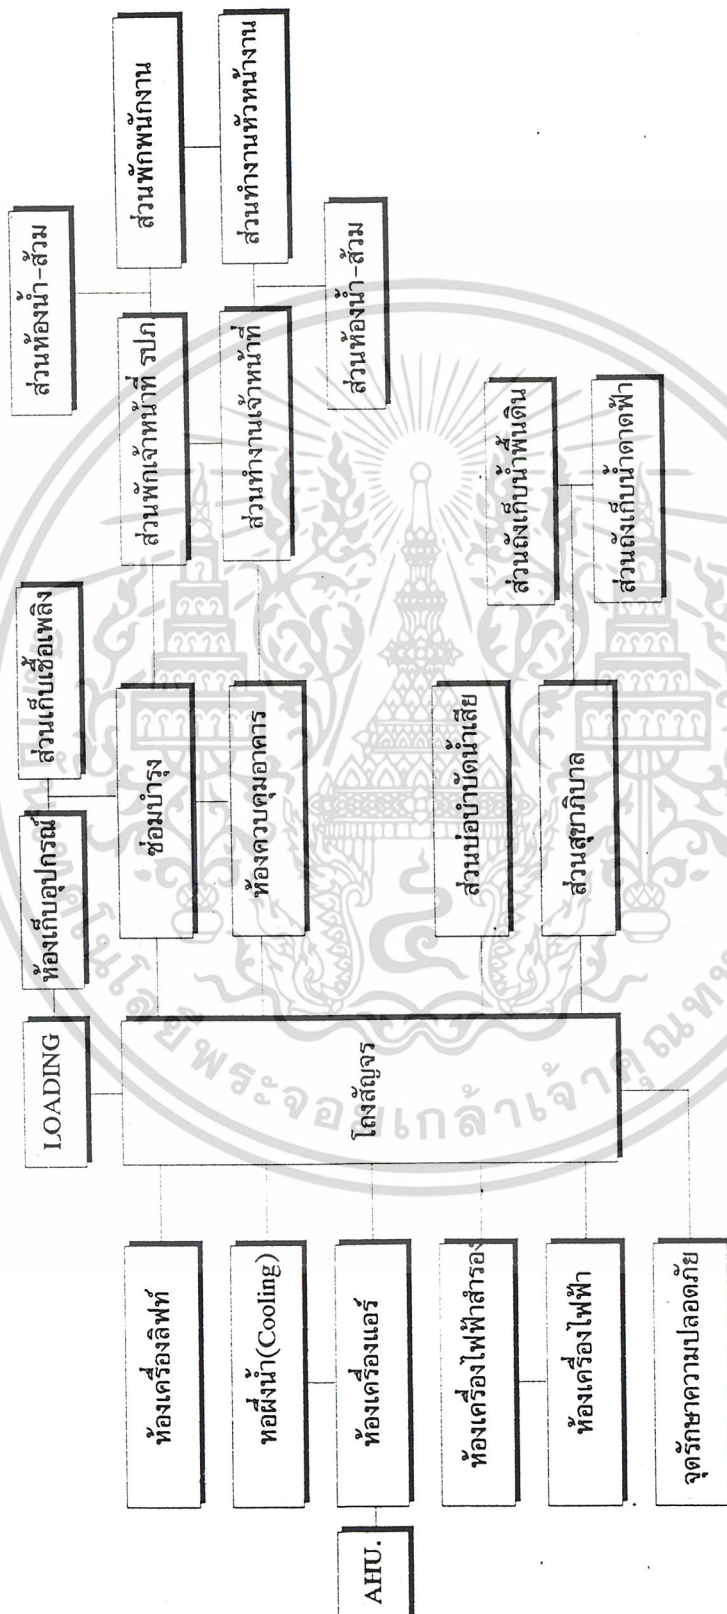 ส่วนห้องน้ำ-ส้วม
ส่วนพักพนักงาน
ส่วนทำงานหัวหน้างาน
ส่วนห้องน้ำ-ส้วม
ส่วนพักเจ้าหน้าที่ รปภ
ส่วนทำงานเจ้าหน้าที่
ส่วนถังเก็บน้ำพื้นดิน
ส่วนถังเก็บน้ำดาดฟ้า
ส่วนเก็บเชื้อเพลิง
ห้องเก็บอุปกรณ์
ซ่อมบำรุง
ห้องควบคุมอาคาร
ส่วนบ่อบำบัดน้ำเสีย
ส่วนสุขาภิบาล
LOADING
โถงสัญจร
ห้องเครื่องลิฟท์
หอผึ่งน้ำ(Cooling)
ห้องเครื่องแอร์
ห้องเครื่องไฟฟ้าสำรอง
ห้องเครื่องไฟฟ้า
จุดรักษาความปลอดภัย
AHU.